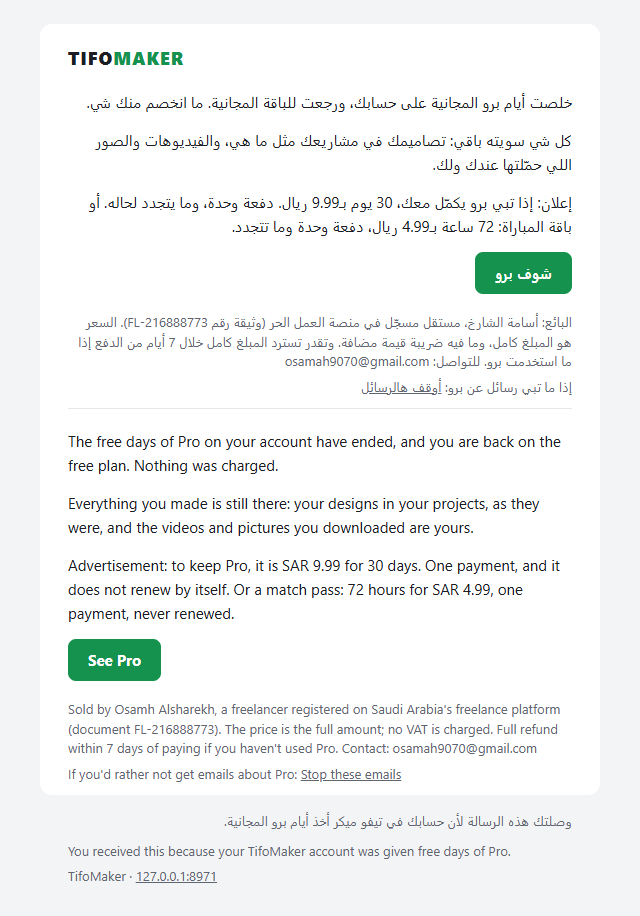 TIFOMAKER
خلصت أيام برو المجانية على حسابك، ورجعت للباقة المجانية. ما انخصم منك شي.
كل شي سويته باقي: تصاميمك في مشاريعك مثل ما هي، والفيديوهات والصور
اللي حمّلتها عندك ولك.
إعلان: إذا تبي برو يكمّل معك، 30 يوم بـ9.99 ريال. دفعة وحدة، وما يتجدد لحاله. أو
باقة المباراة: 72 ساعة بـ4.99 ريال، دفعة وحدة وما تتجدد.
شوف برو
البائع: أسامة الشارخ، مستقل مسجّل في منصة العمل الحر (وثيقة رقم FL-216888773). السعر
هو المبلغ كامل، وما فيه ضريبة قيمة مضافة. وتقدر تسترد المبلغ كامل خلال 7 أيام من الدفع إذا
ما استخدمت برو. للتواصل: osamah9070@gmail.com
إذا ما تبي رسائل عن برو: أوقف هالرسائل
The free days of Pro on your account have ended, and you are back on the
free plan. Nothing was charged.
Everything you made is still there: your designs in your projects, as they
were, and the videos and pictures you downloaded are yours.
Advertisement: to keep Pro, it is SAR 9.99 for 30 days. One payment, and it
does not renew by itself. Or a match pass: 72 hours for SAR 4.99, one
payment, never renewed.
See Pro
Sold by Osamh Alsharekh, a freelancer registered on Saudi Arabia's freelance platform
(document FL-216888773). The price is the full amount; no VAT is charged. Full refund
within 7 days of paying if you haven't used Pro. Contact: osamah9070@gmail.com
If you'd rather not get emails about Pro: Stop these emails
وصلتك هذه الرسالة لأن حسابك في تيفو ميكر أخذ أيام برو المجانية.
You received this because your TifoMaker account was given free days of Pro.
TifoMaker · 127.0.0.1:8971